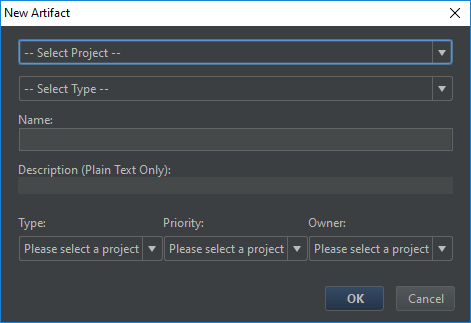 New Artifact
-- Select Project --
-- Select Type --
Name:
Description (Plain Text Only):
Type: Priority: Owner:
Please select a project Please select a project Please select a project
OK Cancel